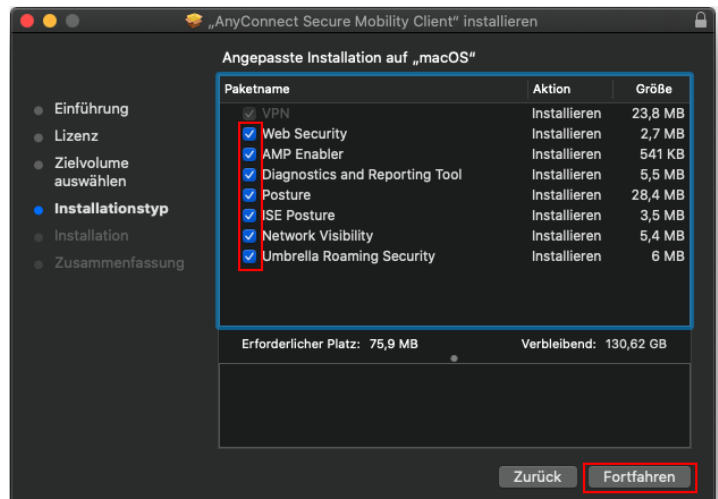 „AnyConnect Secure Mobility Client“ installieren
Angepasste Installation auf „macOS“
Einführung
Lizenz
Zielvolume
auswählen
Installationstyp
Installation
Zusammenfassung
Paketname Aktion Größe
VPN Installieren 23,8 MB
Web Security Installieren 2,7 MB
AMP Enabler Installieren 541 KB
Diagnostics and Reporting Tool Installieren 5,5 MB
Posture Installieren 28,4 MB
ISE Posture Installieren 3,5 MB
Network Visibility Installieren 5,4 MB
Umbrella Roaming Security Installieren 6 MB
Erforderlicher Platz: 75,9 MB Verbleibend: 130,62 GB
Zurück Fortfahren